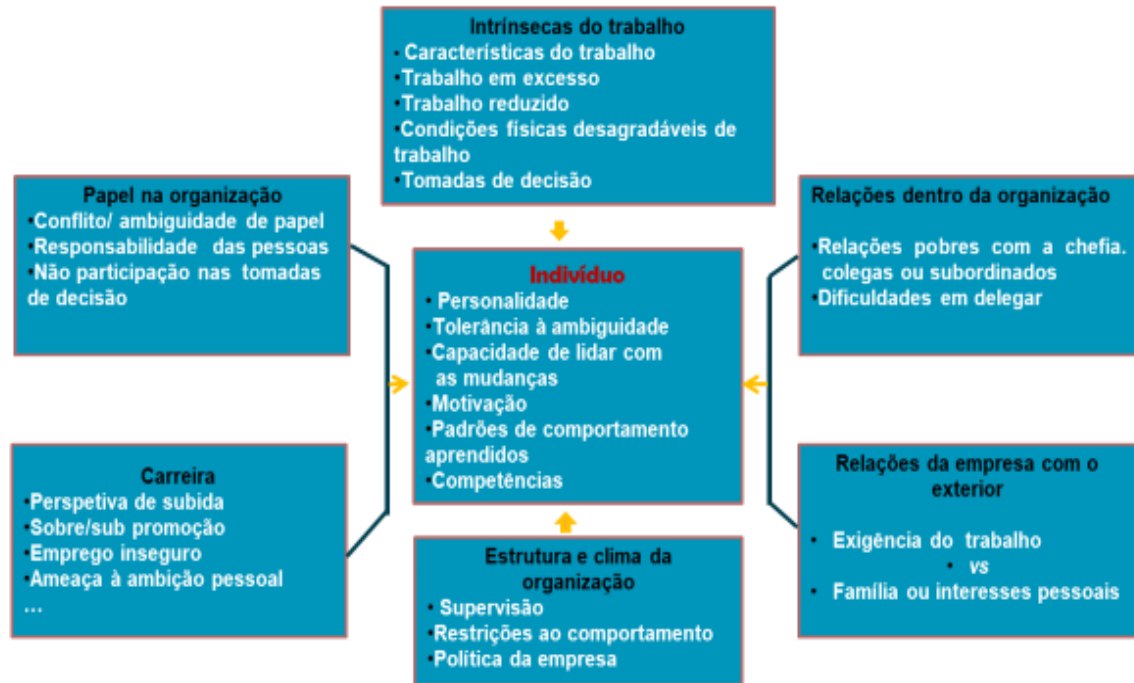 Intrínsecas do trabalho
• Características do trabalho
•Trabalho em excesso
•Trabalho reduzido
•Condições físicas desagradáveis de
trabalho
•Tomadas de decisão
Papel na organização
•Conflito/ ambiguidade de papel
•Responsabilidade das pessoas
•Não participação nas tomadas
de decisão
Relações dentro da organização
•Relações pobres com a chefia.
colegas ou subordinados
•Dificuldades em delegar
Indivíduo
• Personalidade
•Tolerância à ambiguidade
•Capacidade de lidar com
as mudanças
•Motivação
•Padrões de comportamento
aprendidos
•Competências
Carreira
•Perspetiva de subida
•Sobre/sub promoção
•Emprego inseguro
•Ameaça à ambição pessoal
...
Relações da empresa com o
exterior
• Exigência do trabalho
• vs
• Família ou interesses pessoais
Estrutura e clima da
organização
• Supervisão
•Restrições ao comportamento
•Política da empresa